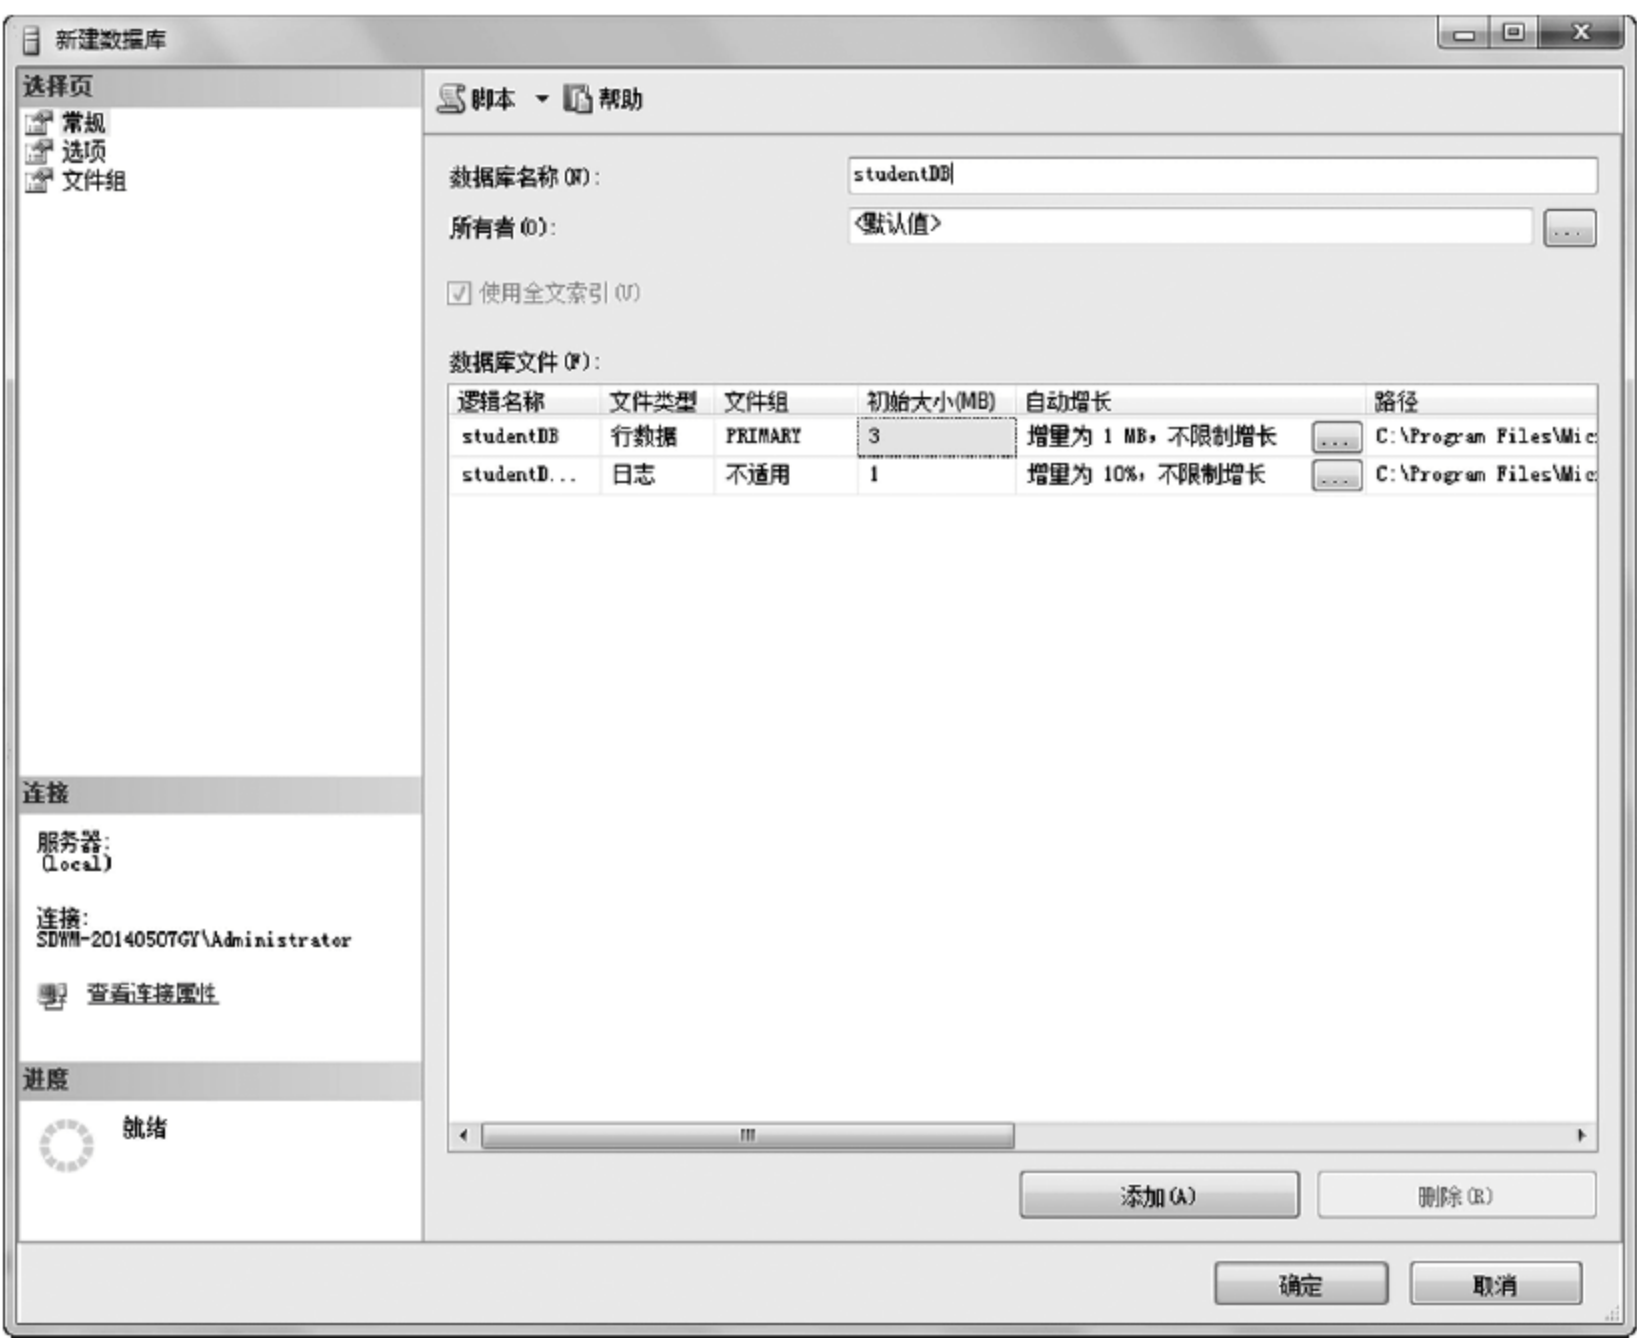 新建数据库
选择页
常规
选项
文件组
脚本 帮助
数据库名称(N):
studentDB
所有者(O):
<默认值>
...
使用全文索引(U)
数据库文件(F):
逻辑名称 文件类型 文件组 初始大小(MB) 自动增长 路径
studentDB 行数据 PRIMARY 3 增量为 1 MB，不限制增长 ... C:\Program Files\Mic
studentD... 日志 不适用 1 增量为 10%，不限制增长 ... C:\Program Files\Mic
连接
服务器:
(local)
连接:
SDWM-20140507GY\Administrator
查看连接属性
进度
就绪
添加(A)
删除(R)
确定
取消